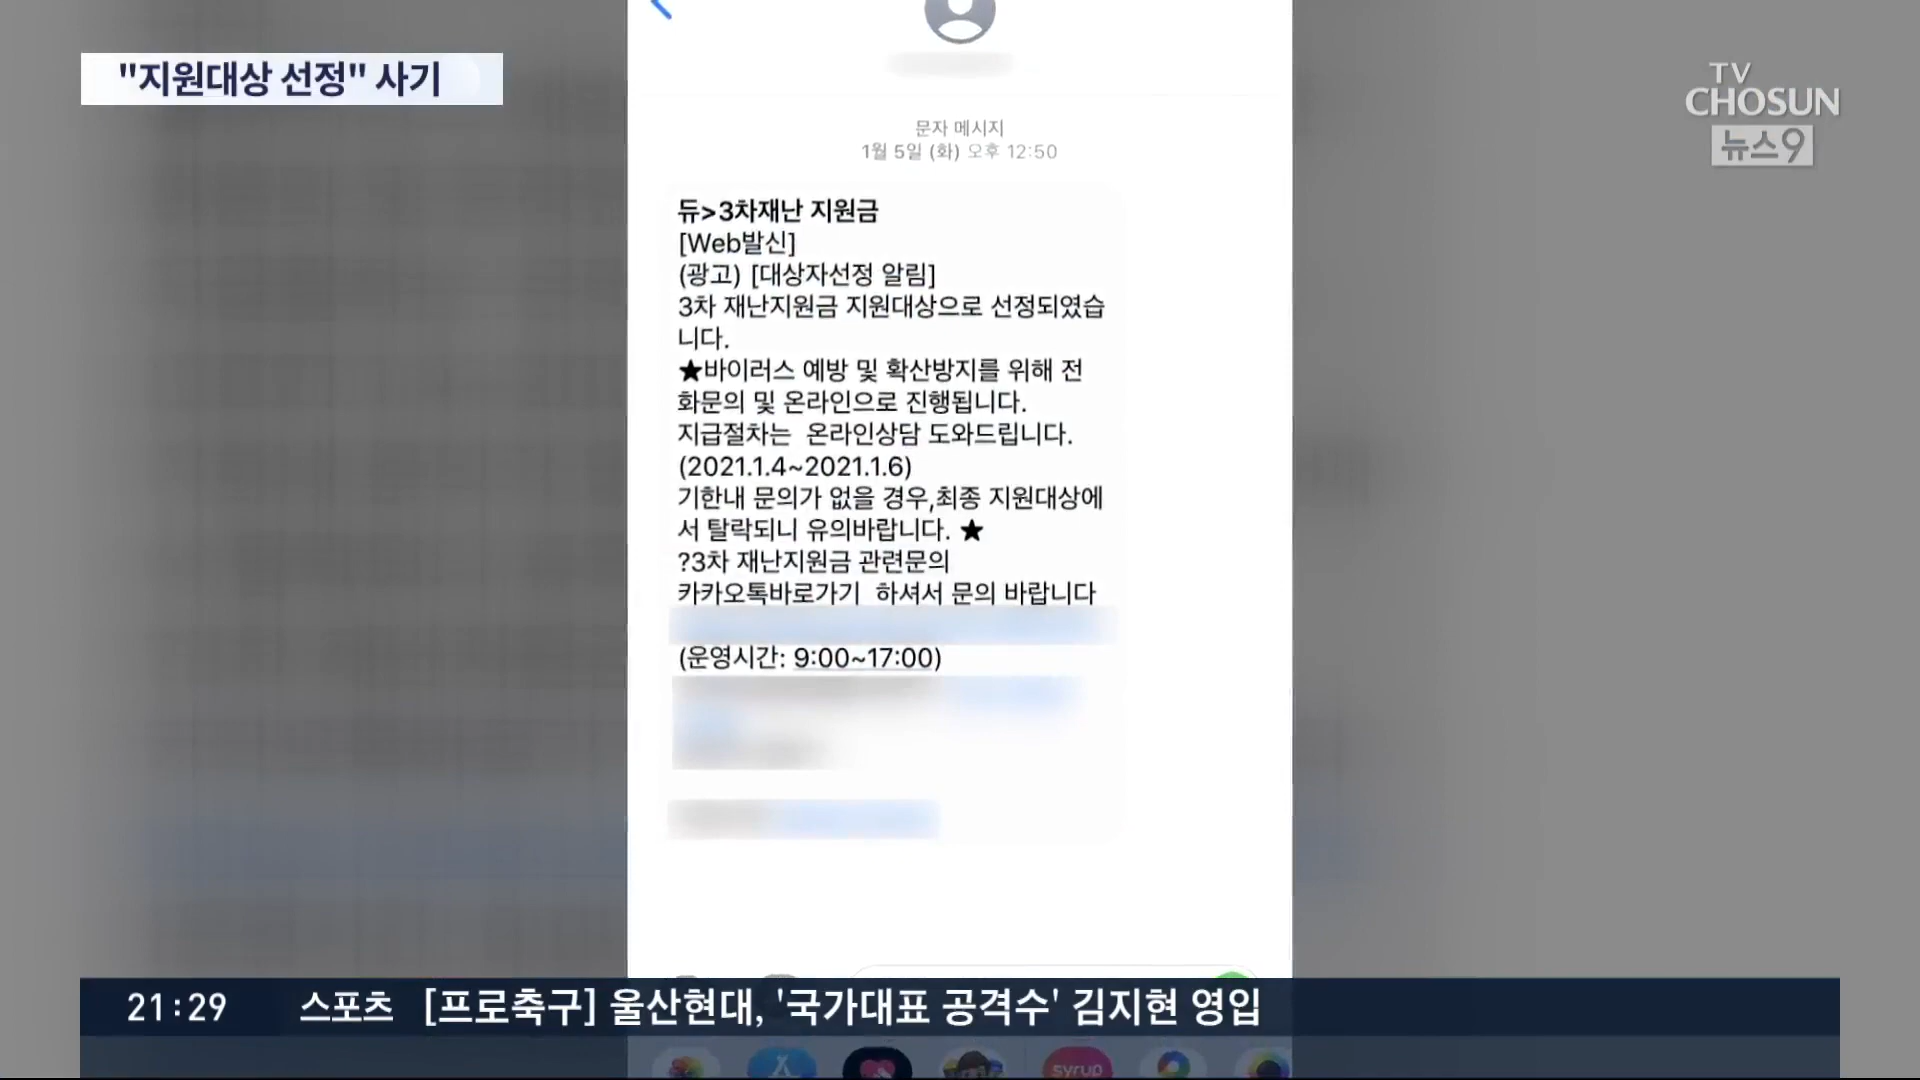 "지원대상 선정" 사기
TV
CHOSUN
뉴스9
문자 메시지
1월 5일 (화) 오후 12:50
듀>3차재난 지원금
[Web발신]
(광고) [대상자선정 알림]
3차 재난지원금 지원대상으로 선정되였습
니다.
★바이러스 예방 및 확산방지를 위해 전
화문의 및 온라인으로 진행됩니다.
지급절차는  온라인상담 도와드립니다.
(2021.1.4~2021.1.6)
기한내 문의가 없을 경우,최종 지원대상에
서 탈락되니 유의바랍니다. ★
?3차 재난지원금 관련문의
카카오톡바로가기  하셔서 문의 바랍니다
(운영시간: 9:00~17:00)
21:29 스포츠 [프로축구] 울산현대, '국가대표 공격수' 김지현 영입
syrup